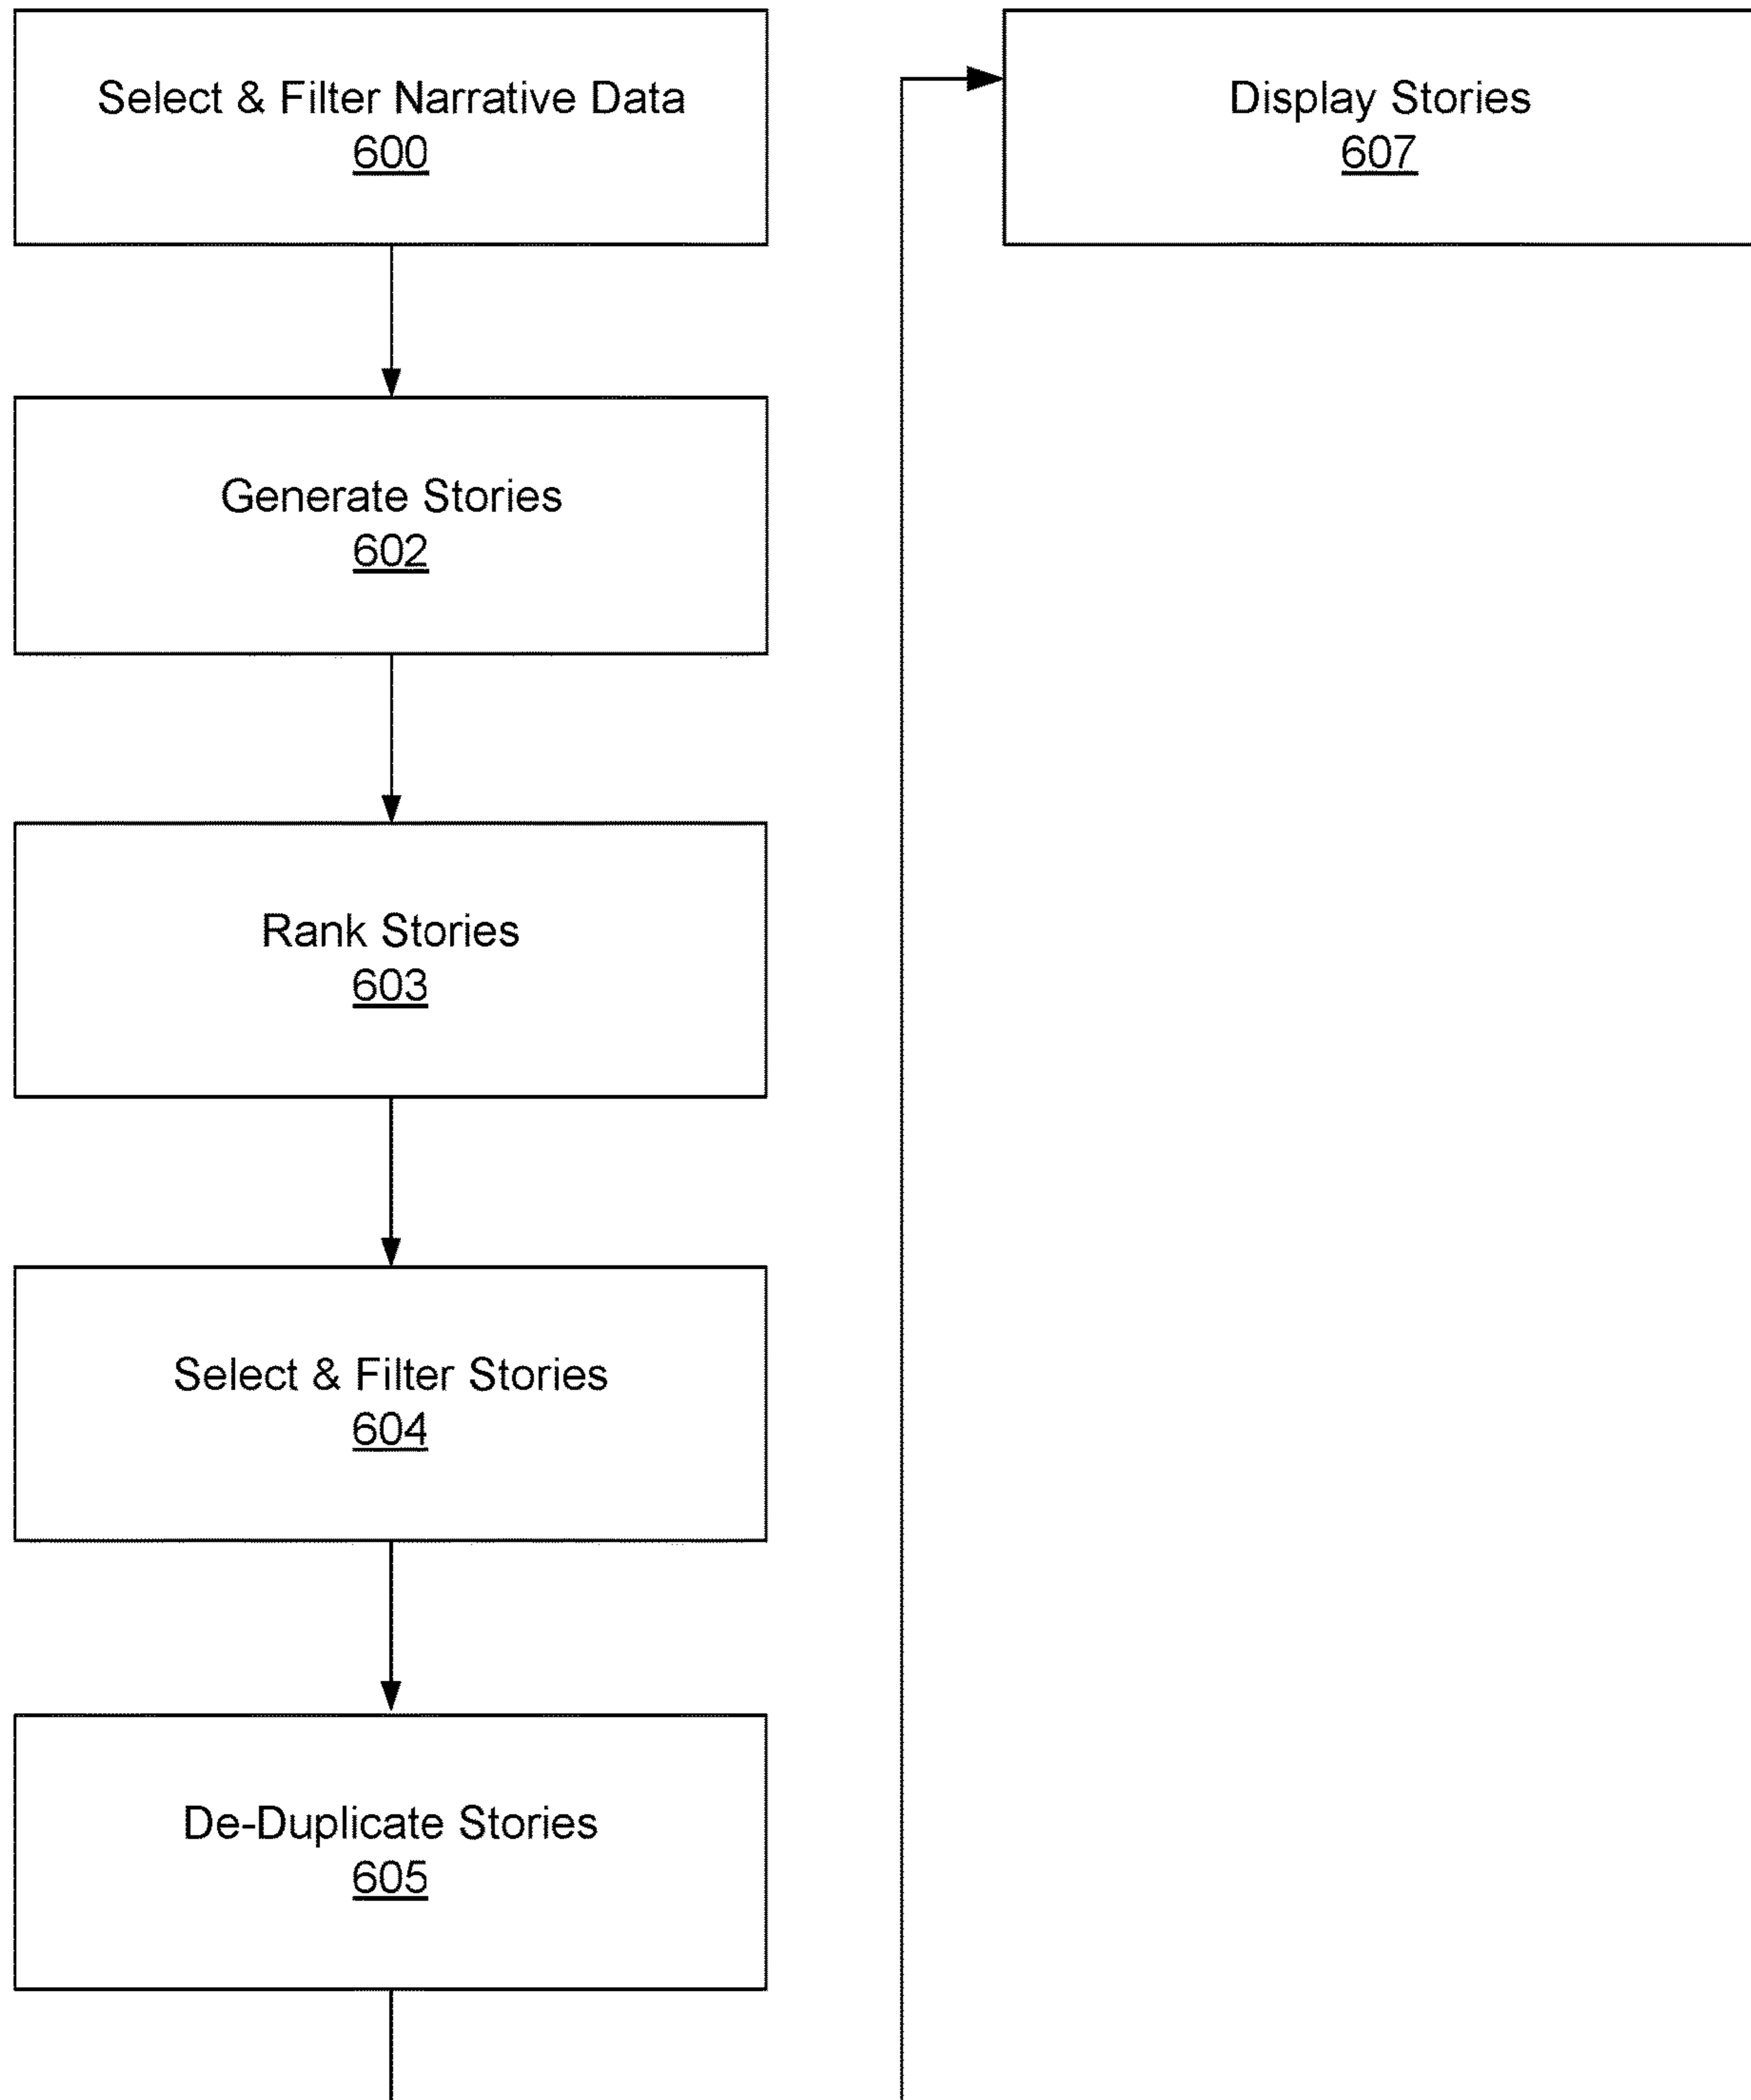 Select & Filter Narrative Data
600
Generate Stories
602
Rank Stories
603
Select & Filter Stories
604
De-Duplicate Stories
605
Display Stories
607